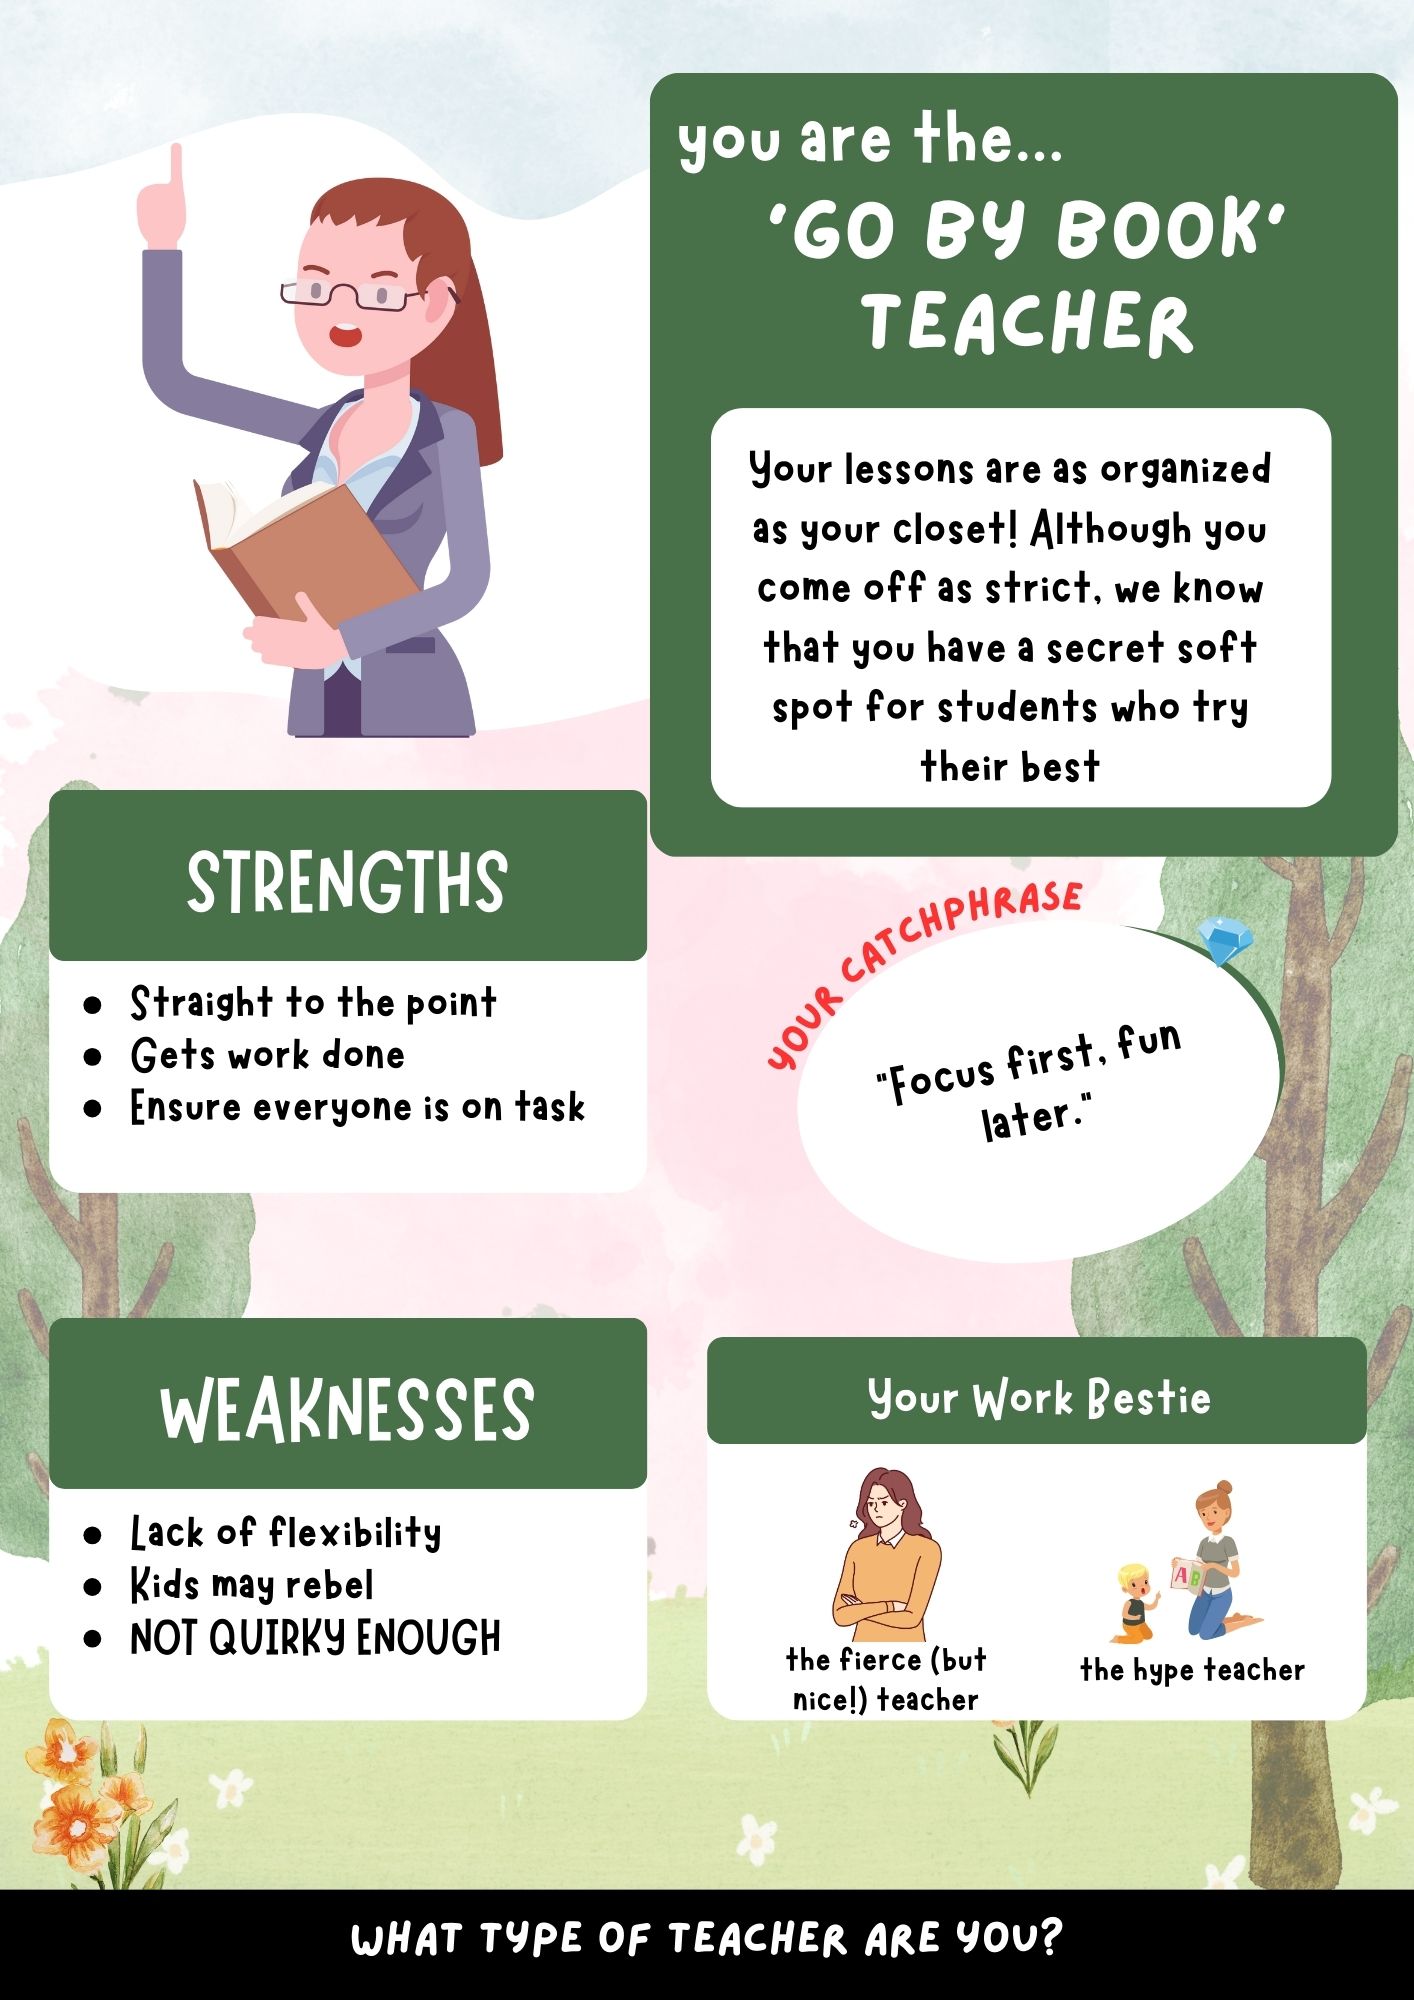 you are the...
'GO BY BOOK'
TEACHER
Your lessons are as organized
as your closet! Although you
come off as strict, we know
that you have a secret soft
spot for students who try
their best
STRENGTHS
• Straight to the point
• Gets work done
• Ensure everyone is on task
YOUR CATCHPHRASE
"Focus first, fun
later."
WEAKNESSES
• Lack of flexibility
• Kids may rebel
• NOT QUIRKY ENOUGH
Your Work Bestie
A B
the fierce (but
nice!) teacher
the hype teacher
WHAT TYPE OF TEACHER ARE YOU?